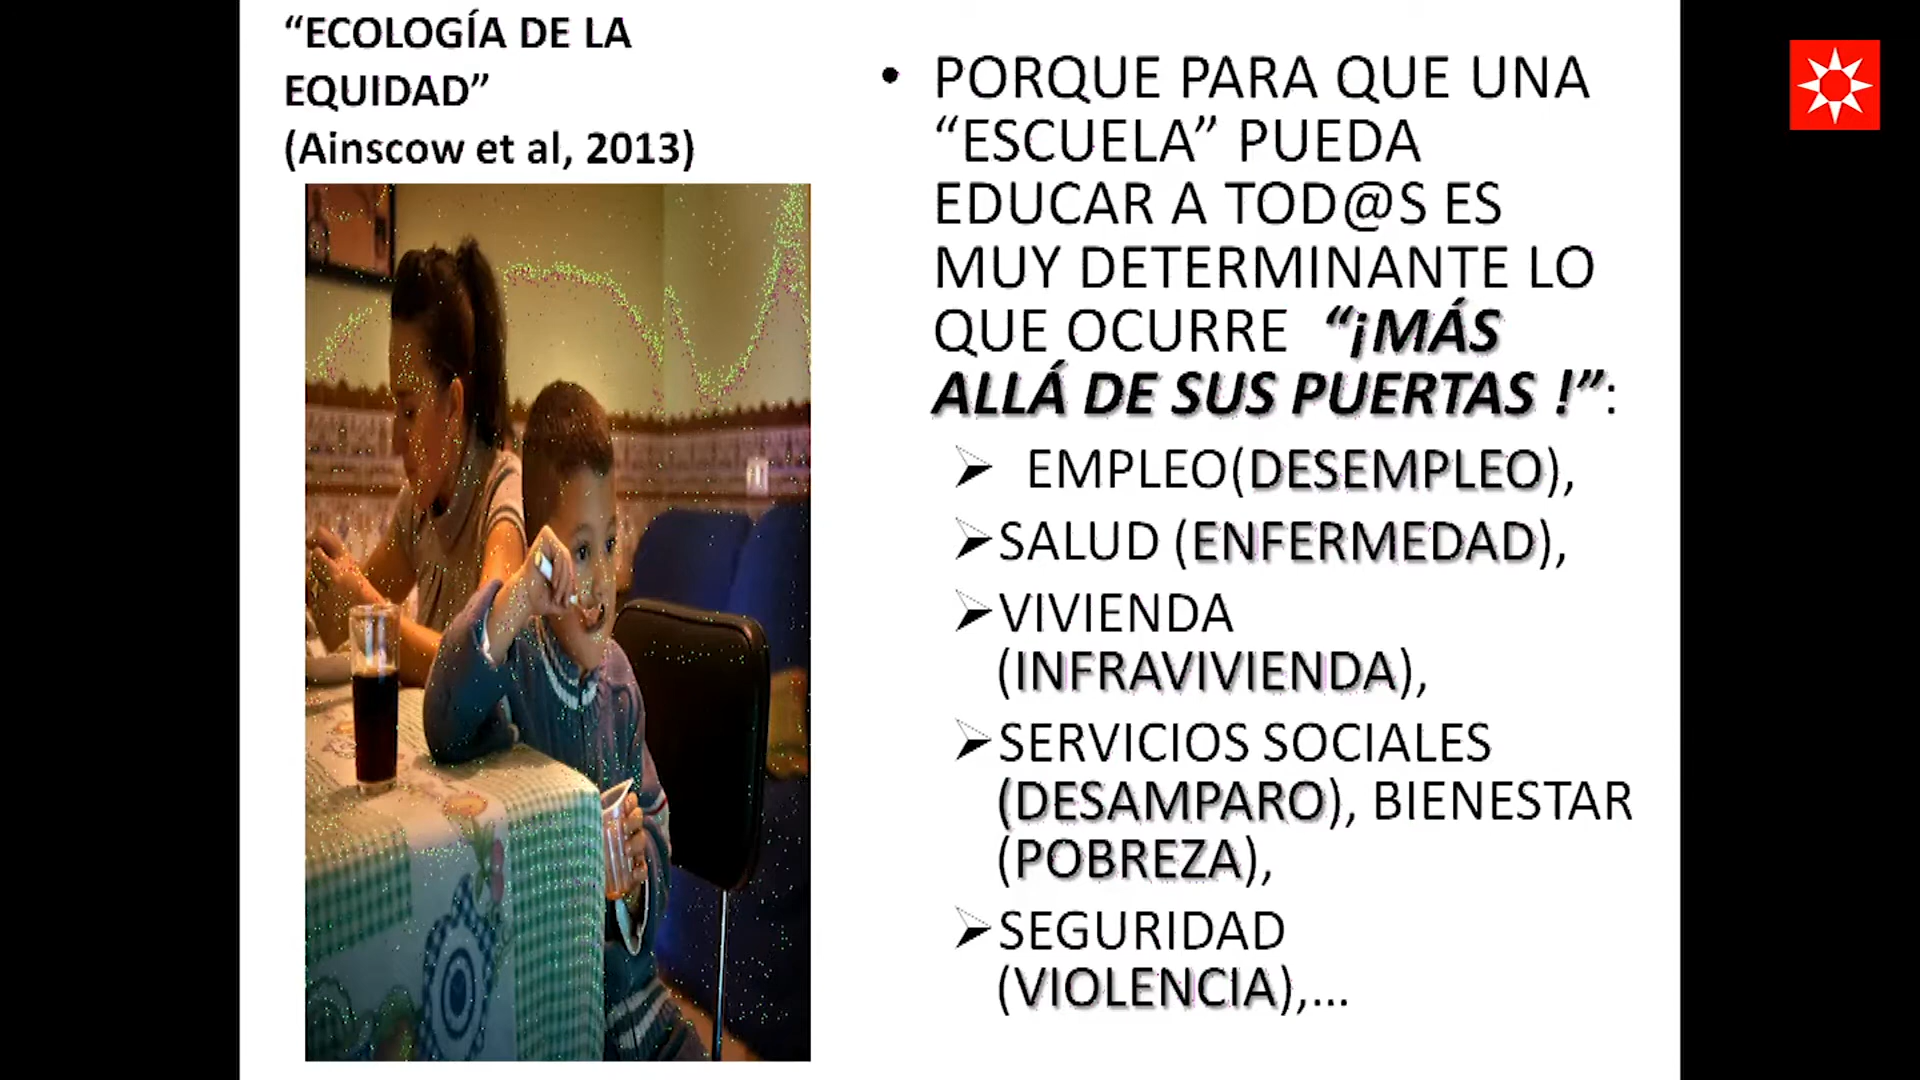 “ECOLOGÍA DE LA
EQUIDAD”
(Ainscow et al, 2013)
• PORQUE PARA QUE UNA
“ESCUELA” PUEDA
EDUCAR A TOD@S ES
MUY DETERMINANTE LO
QUE OCURRE “¡MÁS
ALLÁ DE SUS PUERTAS !”:
➢ EMPLEO(DESEMPLEO),
➢SALUD (ENFERMEDAD),
➢VIVIENDA
(INFRAVIVIENDA),
➢SERVICIOS SOCIALES
(DESAMPARO), BIENESTAR
(POBREZA),
➢SEGURIDAD
(VIOLENCIA),...